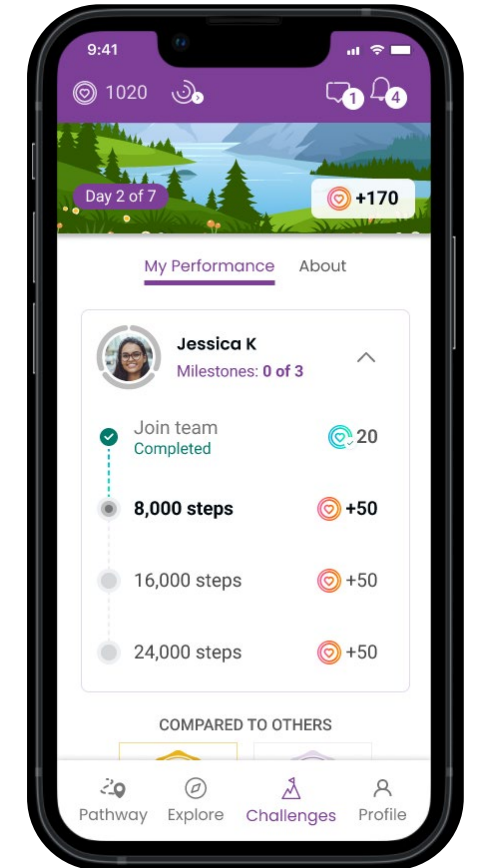 9:41
1020
1
4
Day 2 of 7
+170
My Performance About
Jessica K
Milestones: 0 of 3
Join team
Completed
20
8,000 steps +50
16,000 steps +50
24,000 steps +50
COMPARED TO OTHERS
Pathway Explore Challenges Profile